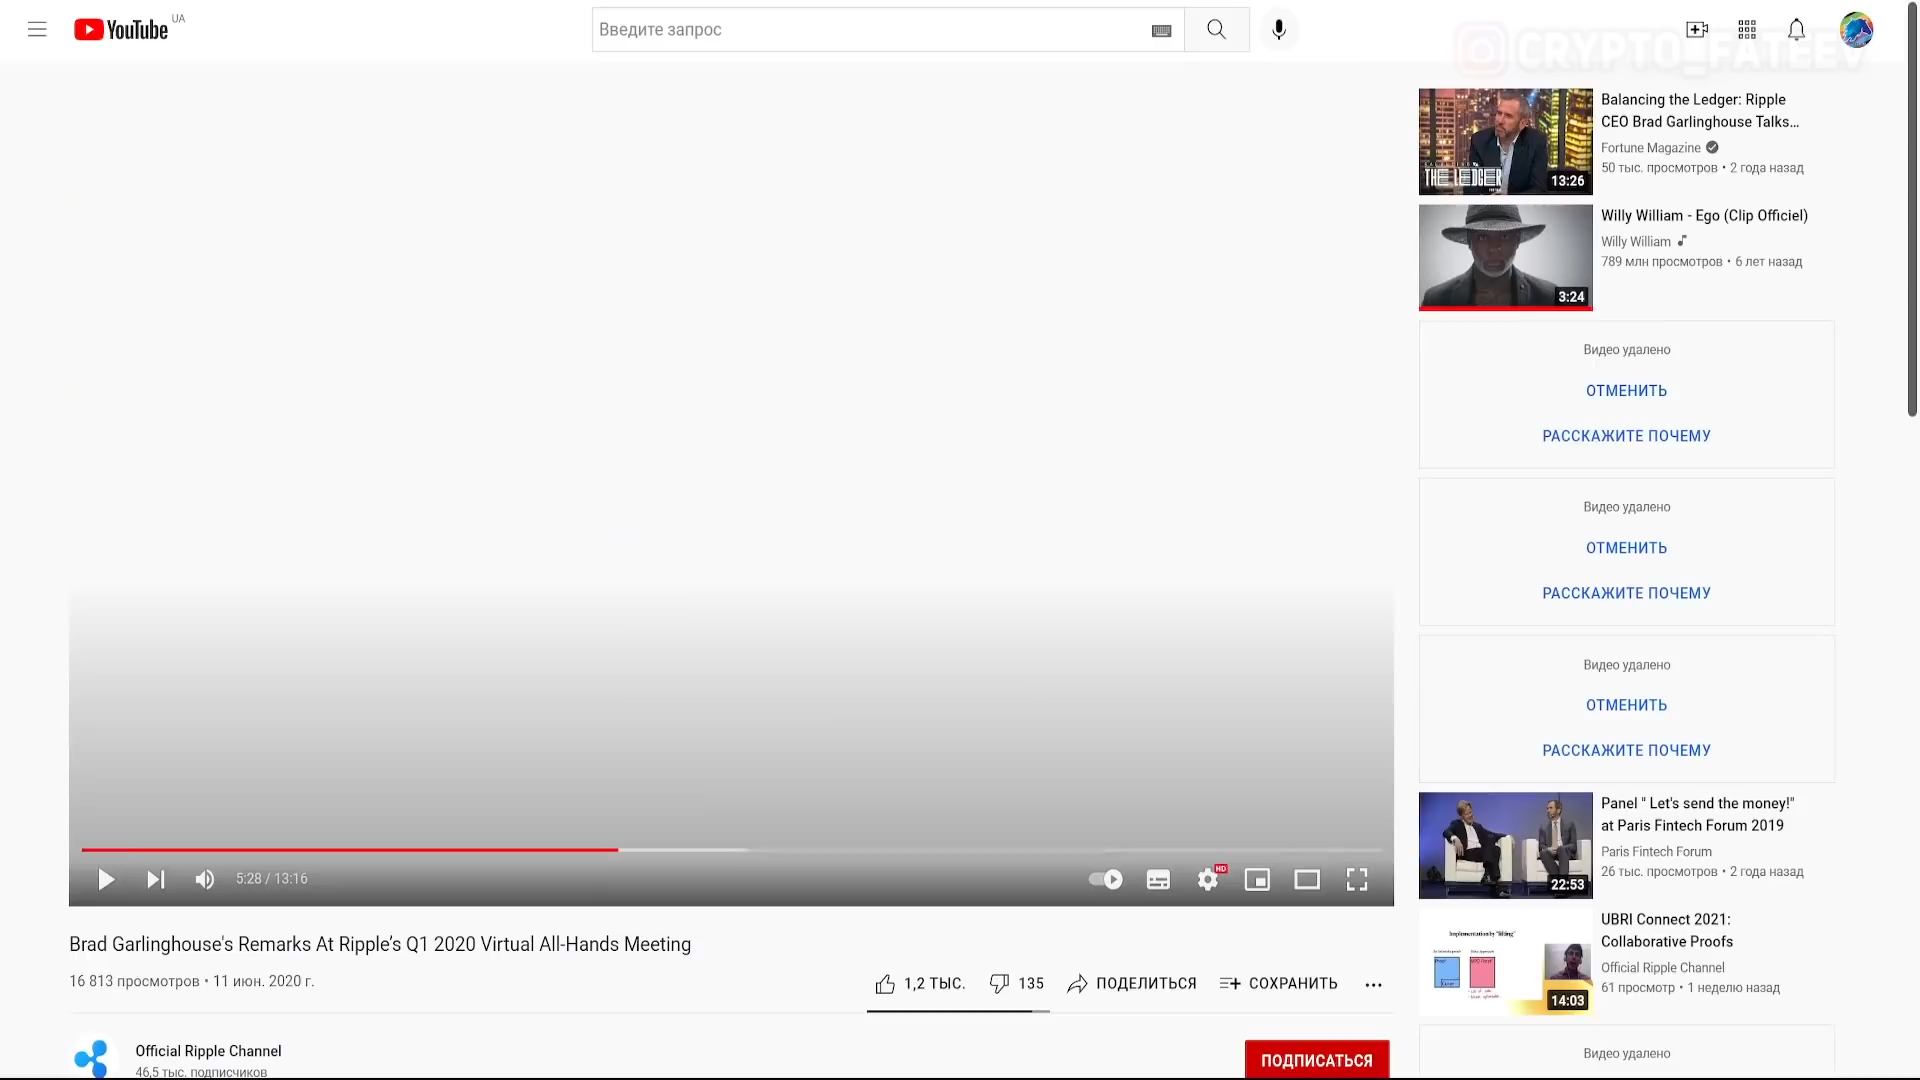 YouTube UA
Введите запрос
CRYPTO_FATEEV
Balancing the Ledger: Ripple
CEO Brad Garlinghouse Talks...
Fortune Magazine
50 тыс. просмотров • 2 года назад
THE LEDGER
13:26
Willy William - Ego (Clip Officiel)
Willy William
789 млн просмотров • 6 лет назад
3:24
Видео удалено
ОТМЕНИТЬ
РАССКАЖИТЕ ПОЧЕМУ
Видео удалено
ОТМЕНИТЬ
РАССКАЖИТЕ ПОЧЕМУ
Видео удалено
ОТМЕНИТЬ
РАССКАЖИТЕ ПОЧЕМУ
Panel " Let's send the money!"
at Paris Fintech Forum 2019
Paris Fintech Forum
26 тыс. просмотров • 2 года назад
22:53
UBRI Connect 2021:
Collaborative Proofs
Official Ripple Channel
61 просмотр • 1 неделю назад
Implementation by "lifting"
14:03
Видео удалено
5:28 / 13:16
HD
Brad Garlinghouse's Remarks At Ripple’s Q1 2020 Virtual All-Hands Meeting
16 813 просмотров • 11 июн. 2020 г.
1,2 ТЫС.
135
ПОДЕЛИТЬСЯ
СОХРАНИТЬ
Official Ripple Channel
46,5 тыс. подписчиков
ПОДПИСАТЬСЯ